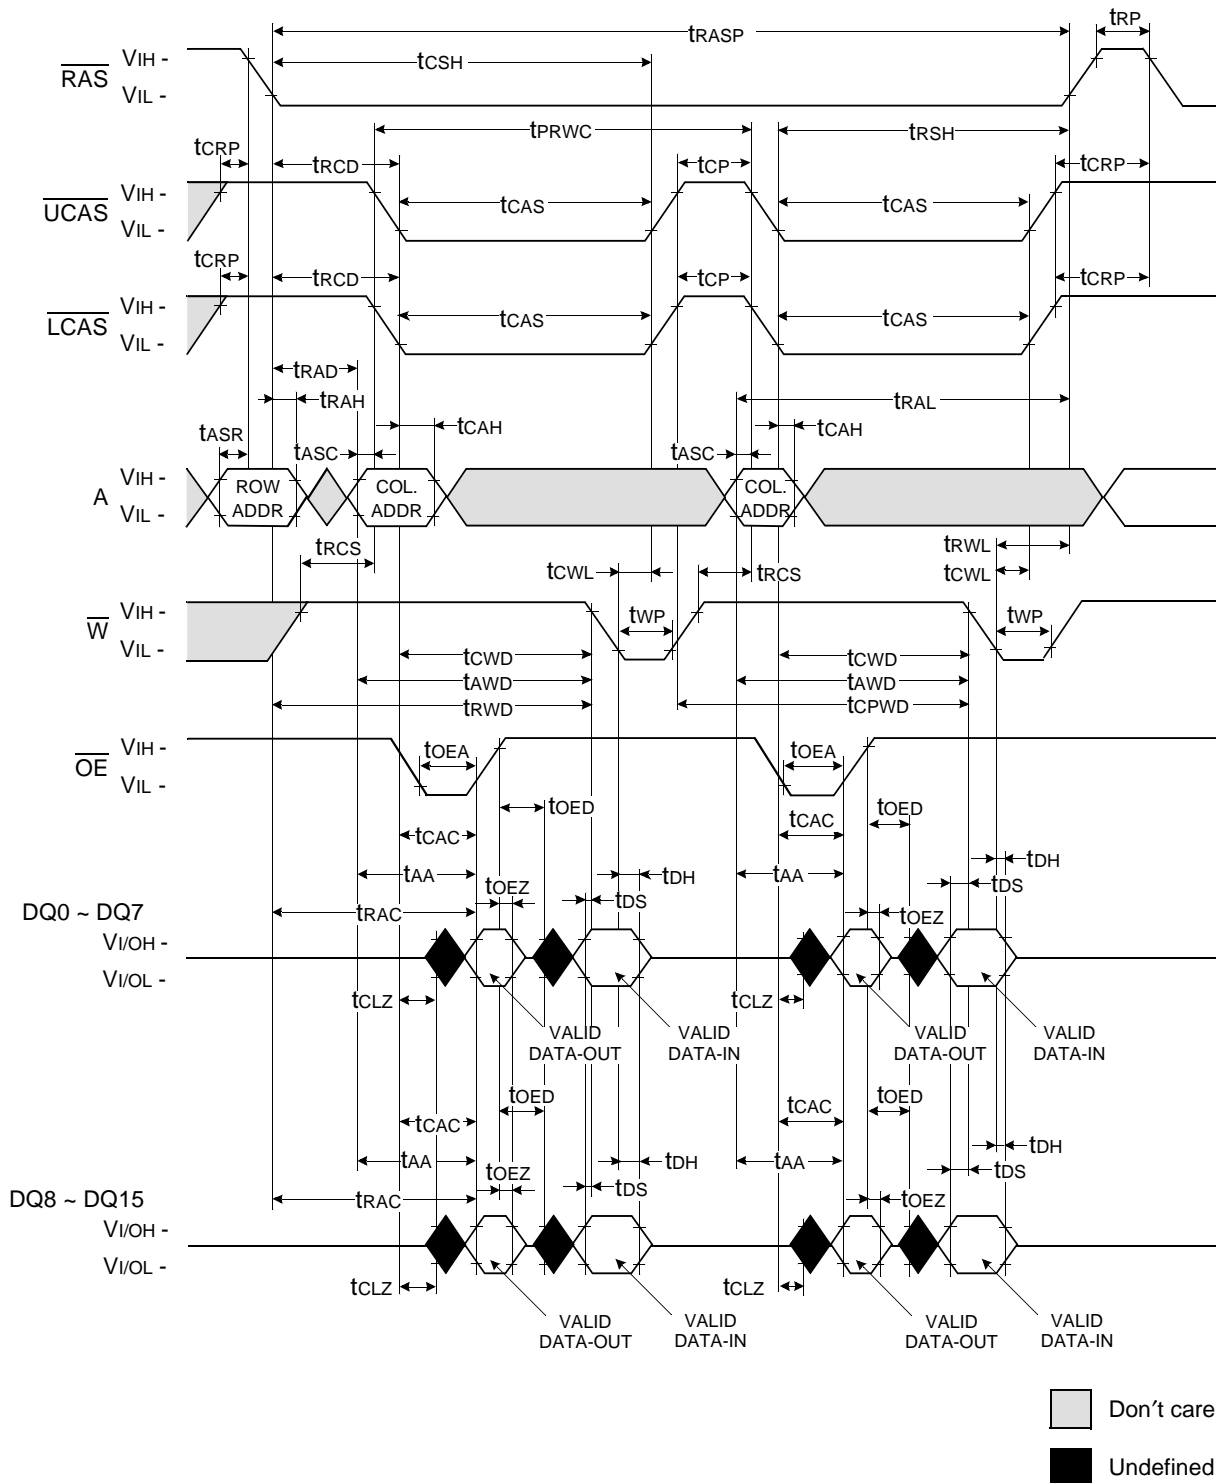 tRP
tRASP
tCSH
RAS
VIH -
VIL -
tPRWC
tRSH
tCRP
tRCD
tCP
tCRP
UCAS
VIH -
VIL -
tCAS
tCAS
tCRP
tRCD
tCP
tCRP
LCAS
VIH -
VIL -
tCAS
tCAS
tRAD
tRAH
tRAL
tASR
tCAH
tCAH
tASC
tASC
A
VIH -
VIL -
ROW
ADDR
COL.
ADDR
COL.
ADDR
tRCS
tCWL
tRCS
tRWL
tCWL
W
VIH -
VIL -
tWP
tWP
tCWD
tCWD
tAWD
tAWD
tRWD
tCPWD
OE
VIH -
VIL -
tOEA
tOEA
tOED
tOED
tCAC
tCAC
tAA
tOEZ
tDH
tAA
tDH
tDS
tDS
DQ0 ~ DQ7
tRAC
tOEZ
VI/OH -
VI/OL -
tCLZ
tCLZ
VALID
DATA-OUT
VALID
DATA-IN
VALID
DATA-OUT
VALID
DATA-IN
tOED
tOED
tCAC
tCAC
tAA
tOEZ
tDH
tAA
tDH
tDS
tDS
DQ8 ~ DQ15
tRAC
tOEZ
VI/OH -
VI/OL -
tCLZ
tCLZ
VALID
DATA-OUT
VALID
DATA-IN
VALID
DATA-OUT
VALID
DATA-IN
Don′t care
Undefined